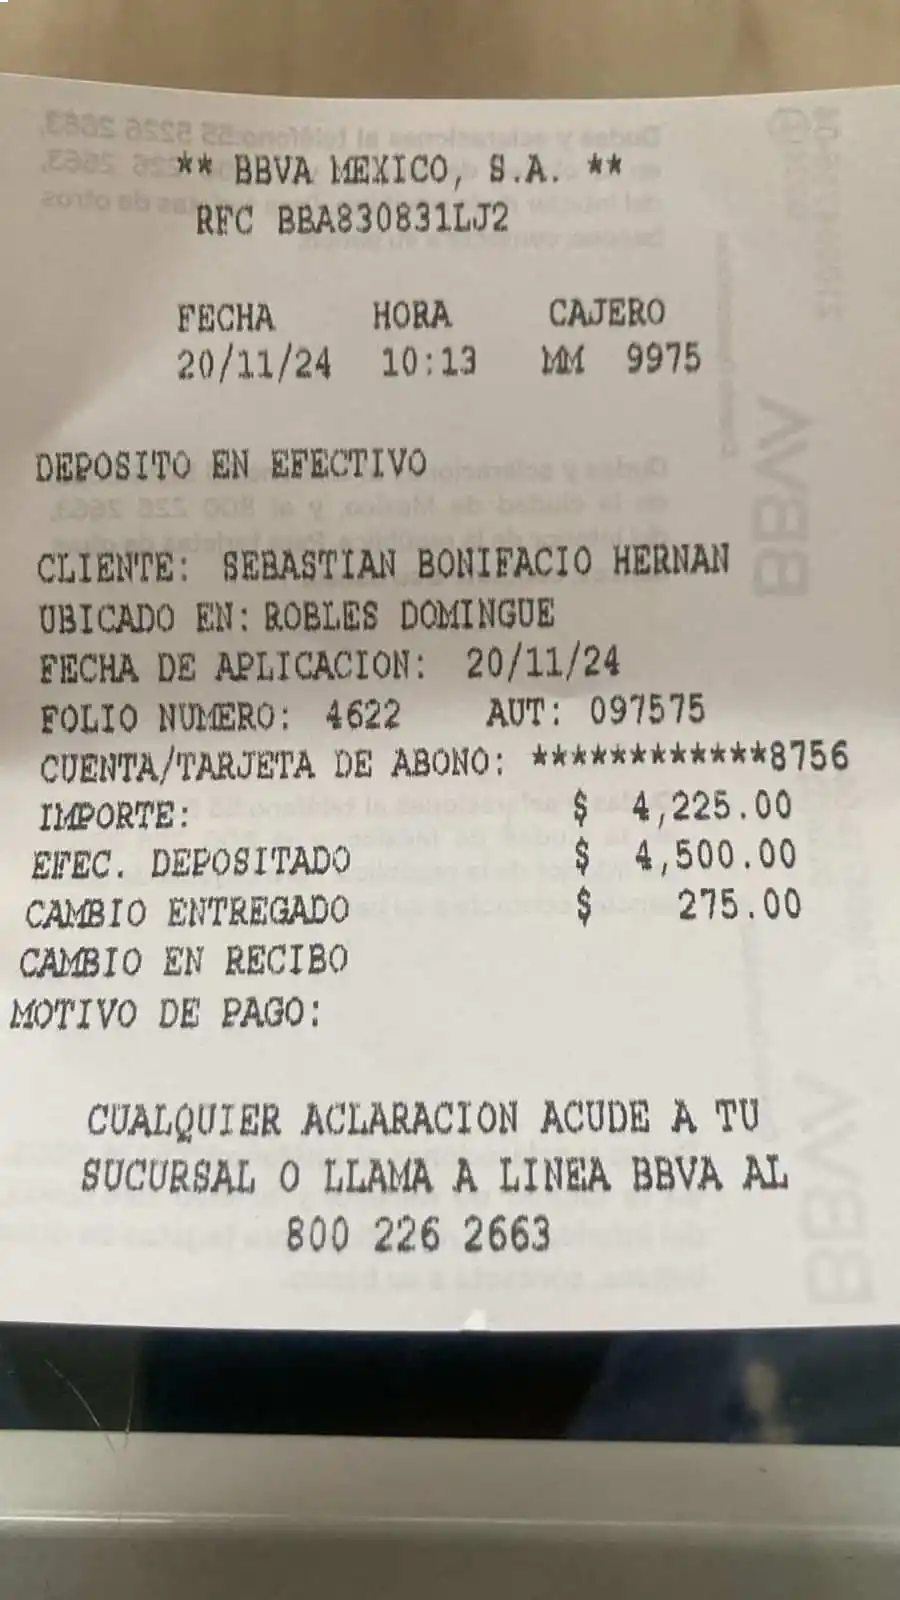 ** BBVA MEXICO, S.A. **
RFC BBA830831LJ2
FECHA HORA CAJERO
20/11/24 10:13 MM 9975
DEPOSITO EN EFECTIVO
CLIENTE: SEBASTIAN BONIFACIO HERNAN
UBICADO EN: ROBLES DOMINGUE
FECHA DE APLICACION: 20/11/24
FOLIO NUMERO: 4622 AUT: 097575
CUENTA/TARJETA DE ABONO: ************8756
IMPORTE: $ 4,225.00
EFEC. DEPOSITADO $ 4,500.00
CAMBIO ENTREGADO $ 275.00
CAMBIO EN RECIBO
MOTIVO DE PAGO:
CUALQUIER ACLARACION ACUDE A TU
SUCURSAL O LLAMA A LINEA BBVA AL
800 226 2663